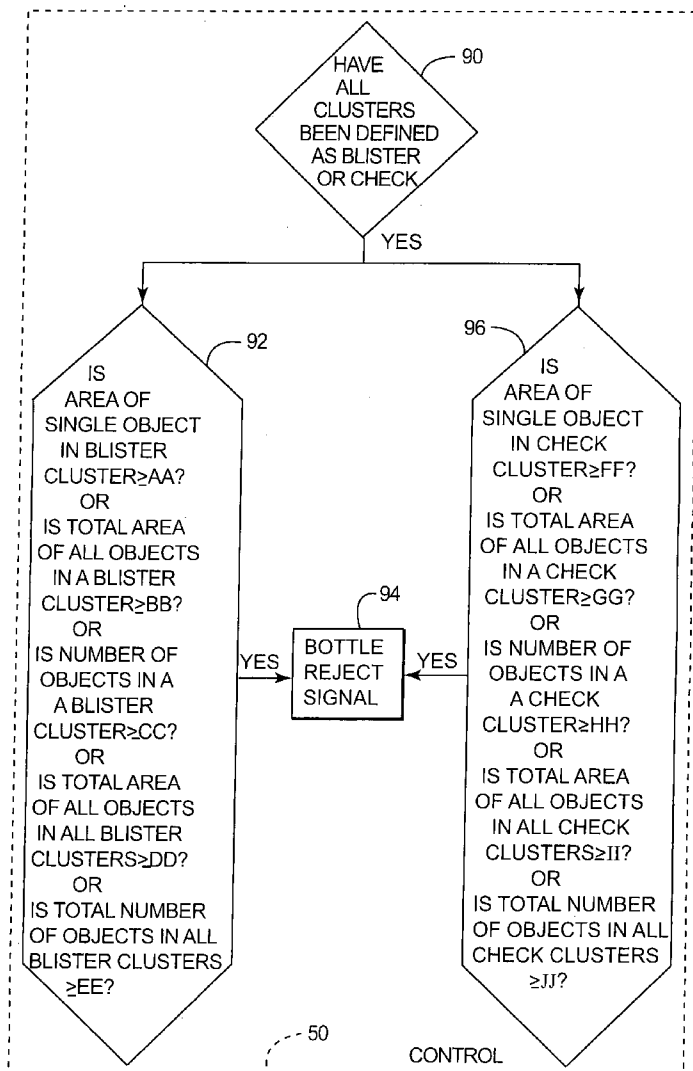 90
HAVE
ALL
CLUSTERS
BEEN DEFINED
AS BLISTER
OR CHECK
YES
92
IS
AREA OF
SINGLE OBJECT
IN BLISTER
CLUSTER≥AA?
OR
IS TOTAL AREA
OF ALL OBJECTS
IN A BLISTER
CLUSTER≥BB?
OR
IS NUMBER OF
OBJECTS IN A
A BLISTER
CLUSTER≥CC?
OR
IS TOTAL AREA
OF ALL OBJECTS
IN ALL BLISTER
CLUSTERS≥DD?
OR
IS TOTAL NUMBER
OF OBJECTS IN ALL
BLISTER CLUSTERS
≥EE?
YES
94
BOTTLE
REJECT
SIGNAL
YES
96
IS
AREA OF
SINGLE OBJECT
IN CHECK
CLUSTER≥FF?
OR
IS TOTAL AREA
OF ALL OBJECTS
IN A CHECK
CLUSTER≥GG?
OR
IS NUMBER OF
OBJECTS IN A
A CHECK
CLUSTER≥HH?
OR
IS TOTAL AREA
OF ALL OBJECTS
IN ALL CHECK
CLUSTERS≥II?
OR
IS TOTAL NUMBER
OF OBJECTS IN ALL
CHECK CLUSTERS
≥JJ?
50
CONTROL